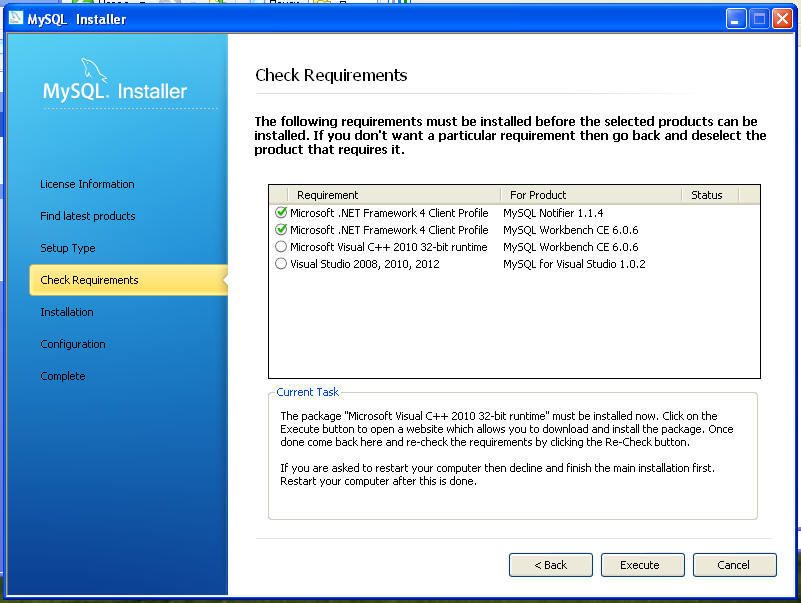 MySQL Installer
MySQL. Installer
License Information
Find latest products
Setup Type
Check Requirements
Installation
Configuration
Complete
Check Requirements
The following requirements must be installed before the selected products can be
installed. If you don't want a particular requirement then go back and deselect the
product that requires it.
Requirement For Product Status
Microsoft .NET Framework 4 Client Profile MySQL Notifier 1.1.4
Microsoft .NET Framework 4 Client Profile MySQL Workbench CE 6.0.6
Microsoft Visual C++ 2010 32-bit runtime MySQL Workbench CE 6.0.6
Visual Studio 2008, 2010, 2012 MySQL for Visual Studio 1.0.2
Current Task
The package "Microsoft Visual C++ 2010 32-bit runtime" must be installed now. Click on the
Execute button to open a website which allows you to download and install the package. Once
done come back here and re-check the requirements by clicking the Re-Check button.
If you are asked to restart your computer then decline and finish the main installation first.
Restart your computer after this is done.
< Back Execute Cancel